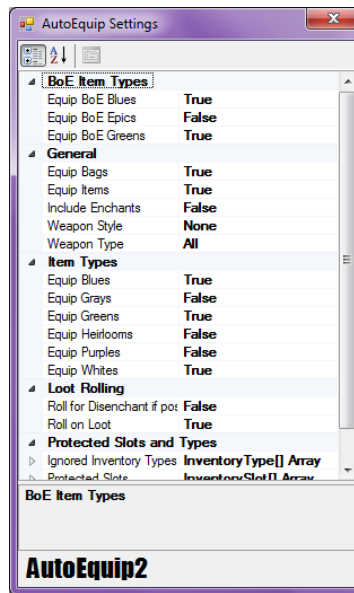 AutoEquip Settings
BoE Item Types
Equip BoE Blues True
Equip BoE Epics False
Equip BoE Greens True
General
Equip Bags True
Equip Items True
Include Enchants False
Weapon Style None
Weapon Type All
Item Types
Equip Blues True
Equip Grays False
Equip Greens True
Equip Heirlooms False
Equip Purples False
Equip Whites True
Loot Rolling
Roll for Disenchant if pos False
Roll on Loot True
Protected Slots and Types
Ignored Inventory Types InventoryType[] Array
Protected Slots InventorySlot[] Array
BoE Item Types
AutoEquip2